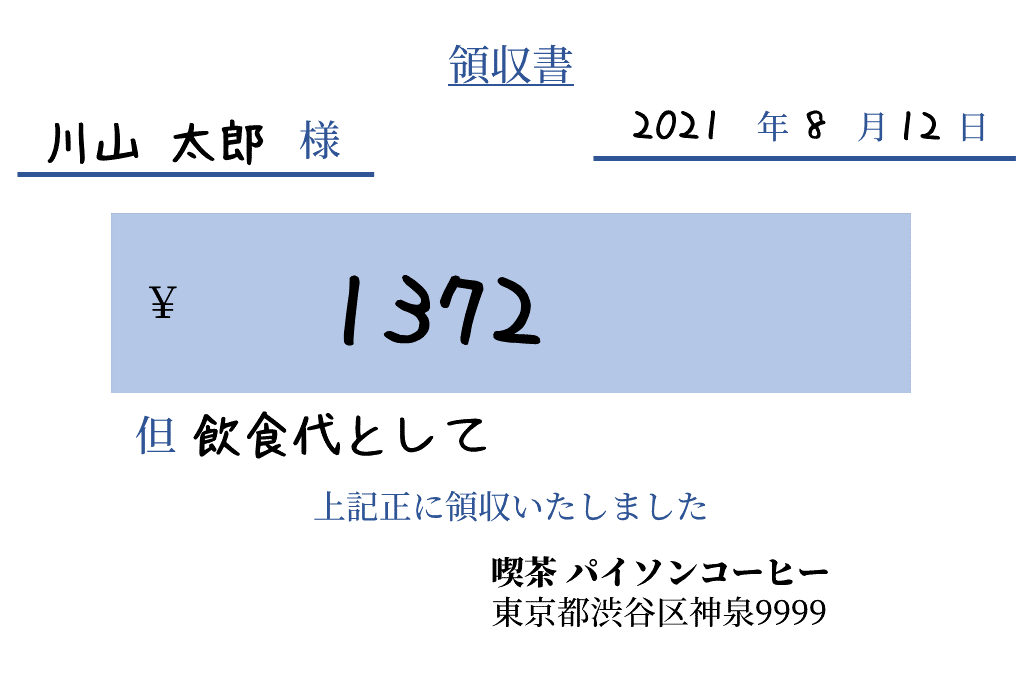 領収書
川山 太郎 様
2021 年 8 月 12 日
¥ 1372
但 飲食代として
上記正に領収いたしました
喫茶 パイソンコーヒー
東京都渋谷区神泉9999